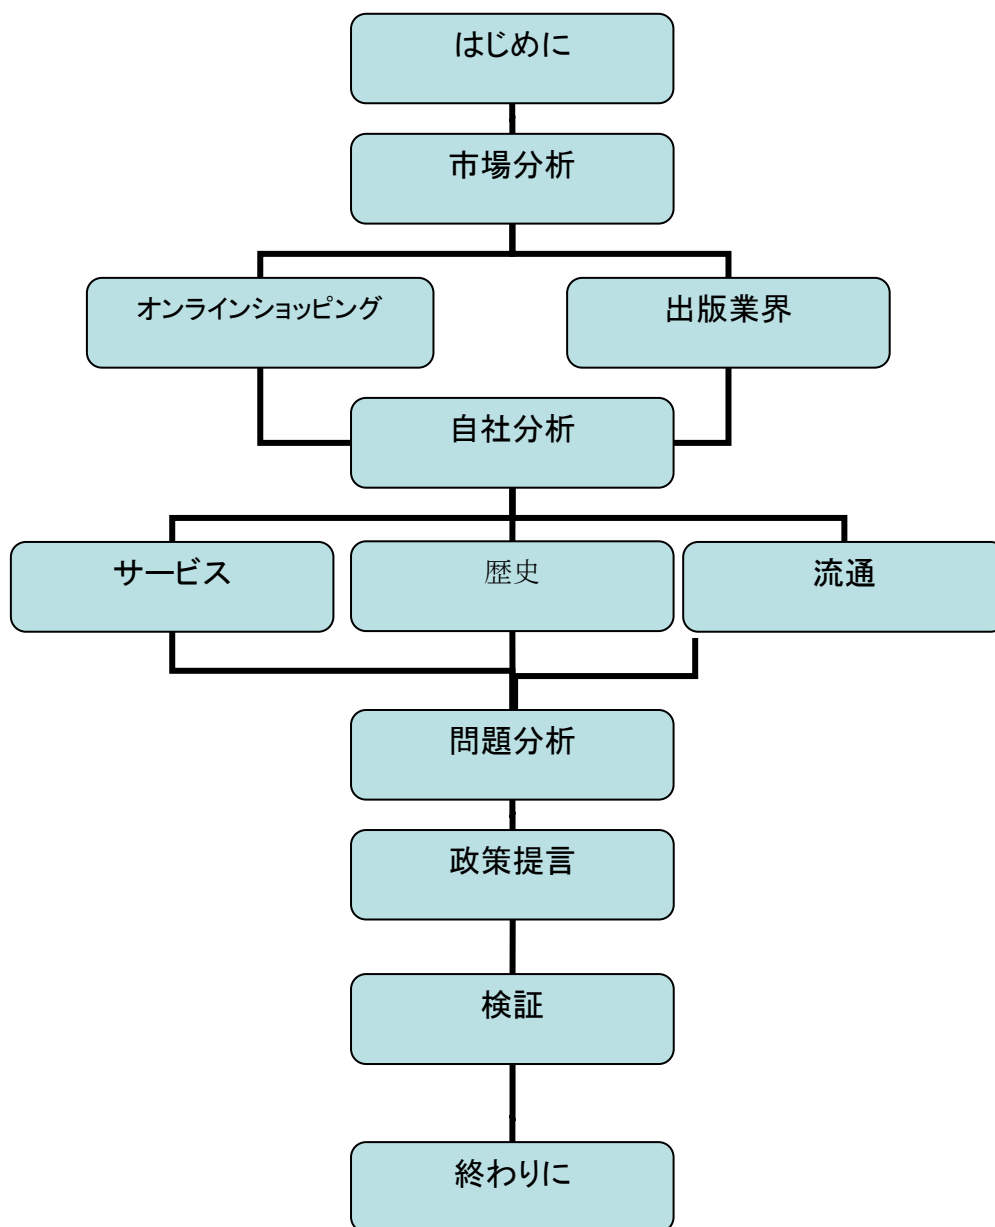 はじめに
市場分析
オンラインショッピング
出版業界
自社分析
サービス
歴史
流通
問題分析
政策提言
検証
終わりに